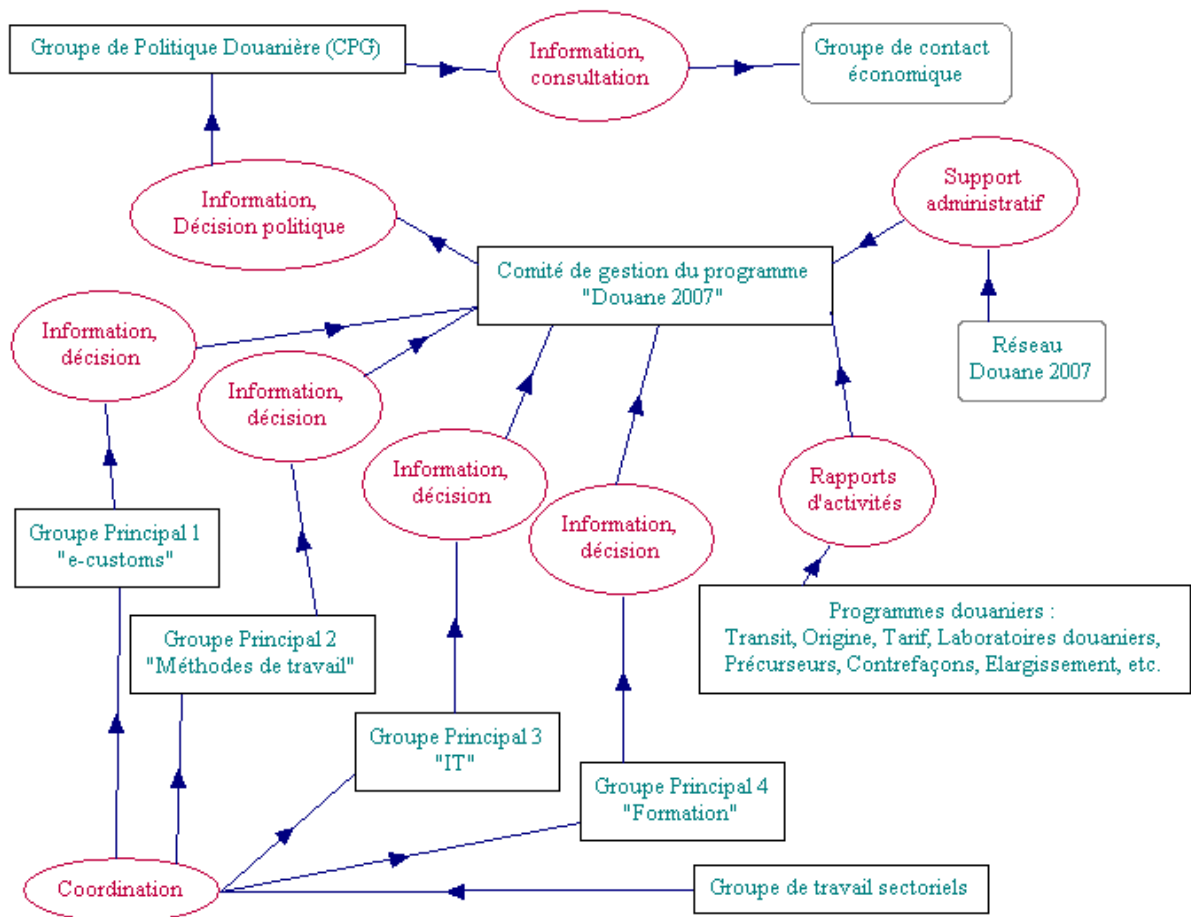 Groupe de Politique Douanière (CPG)
Information,
consultation
Groupe de contact
économique
Information,
Décision politique
Support
administratif
Comité de gestion du programme
"Douane 2007"
Information,
décision
Information,
décision
Réseau
Douane 2007
Information,
décision
Information,
décision
Rapports
d'activités
Groupe Principal 1
"e-customs"
Groupe Principal 2
"Méthodes de travail"
Programmes douaniers :
Transit, Origine, Tarif, Laboratoires douaniers,
Précurseurs, Contrefaçons, Elargissement, etc.
Groupe Principal 3
"IT"
Groupe Principal 4
"Formation"
Coordination
Groupe de travail sectoriels